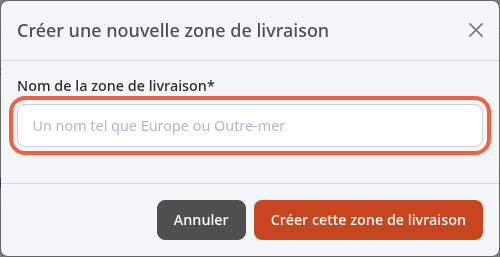 Créer une nouvelle zone de livraison
Nom de la zone de livraison*
Un nom tel que Europe ou Outre-mer
Annuler
Créer cette zone de livraison